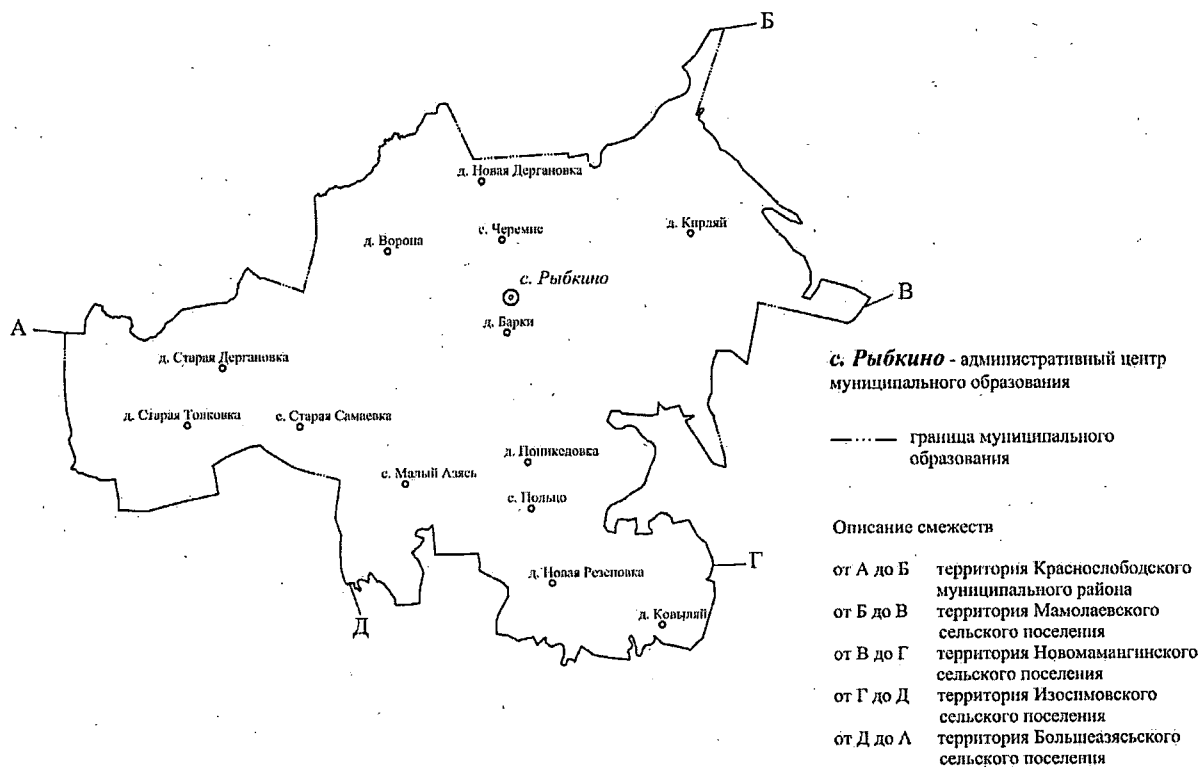 Б
д. Новая Дергановка
с. Черемис
д. Кирляй
д. Ворона
с. Рыбкино
В
А
д. Барки
д. Старая Дергановка
с. Рыбкино - административный центр
муниципального образования
д. Старая Топковка
с. Старая Самаевка
граница муниципального
образования
д. Поникедовка
с. Малый Азясь
с. Польцо
Описание смежеств
Г
от А до Б территория Краснослободского
муниципального района
д. Новая Резеповка
от Б до В территория Мамолаевского
сельского поселения
д. Ковыляй
Д
от В до Г территория Новомамангинского
сельского поселения
от Г до Д территория Изосимовского
сельского поселения
от Д до А территория Большеазясьского
сельского поселения